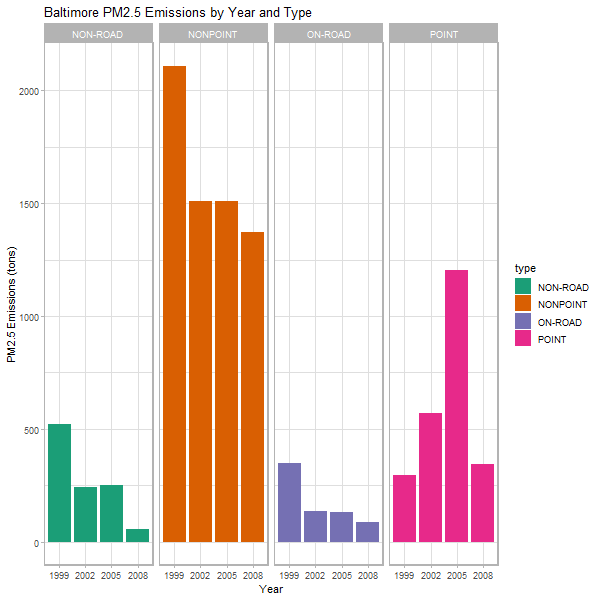 Baltimore PM2.5 Emissions by Year and Type
NON-ROAD NONPOINT ON-ROAD POINT
2000
1500
1000
500
0
PM2.5 Emissions (tons)
1999 2002 2005 2008 1999 2002 2005 2008 1999 2002 2005 2008 1999 2002 2005 2008
Year
type
NON-ROAD
NONPOINT
ON-ROAD
POINT